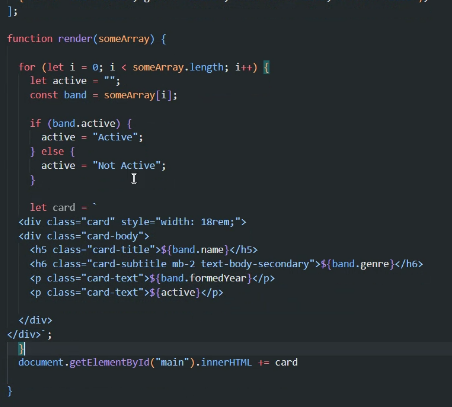 ];
function render(someArray) {
for (let i = 0; i < someArray.length; i++) {
let active = "";
const band = someArray[i];
if (band.active) {
active = "Active";
} else {
active = "Not Active";
}
let card = `
<div class="card" style="width: 18rem;">
<div class="card-body">
<h5 class="card-title">${band.name}</h5>
<h6 class="card-subtitle mb-2 text-body-secondary">${band.genre}</h6>
<p class="card-text">${band.formedYear}</p>
<p class="card-text">${active}</p>
</div>
</div>`;
}
document.getElementById("main").innerHTML += card
}